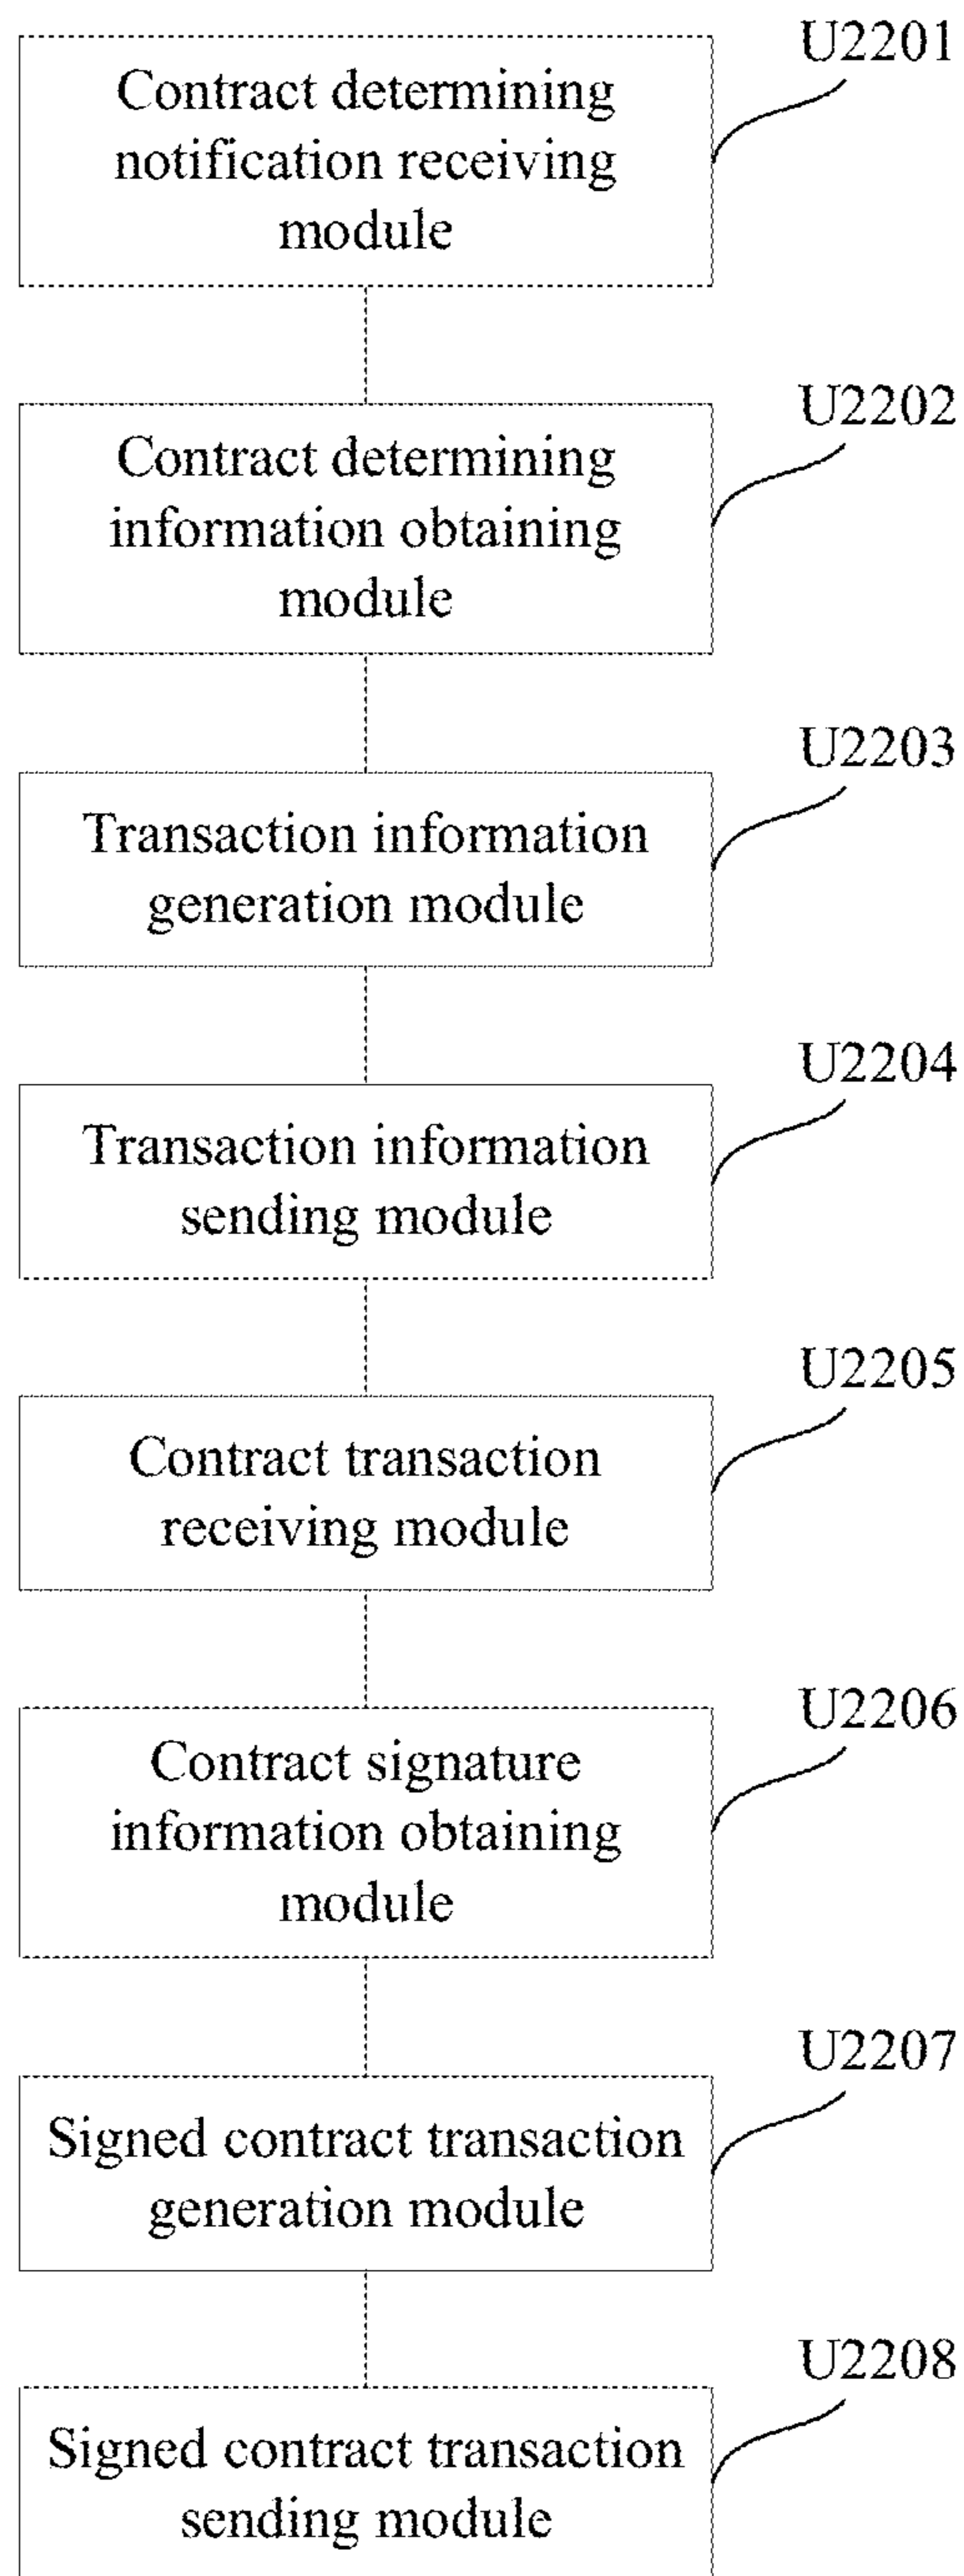 U2201
Contract determining
notification receiving
module
U2202
Contract determining
information obtaining
module
U2203
Transaction information
generation module
U2204
Transaction information
sending module
U2205
Contract transaction
receiving module
U2206
Contract signature
information obtaining
module
U2207
Signed contract transaction
generation module
U2208
Signed contract transaction
sending module